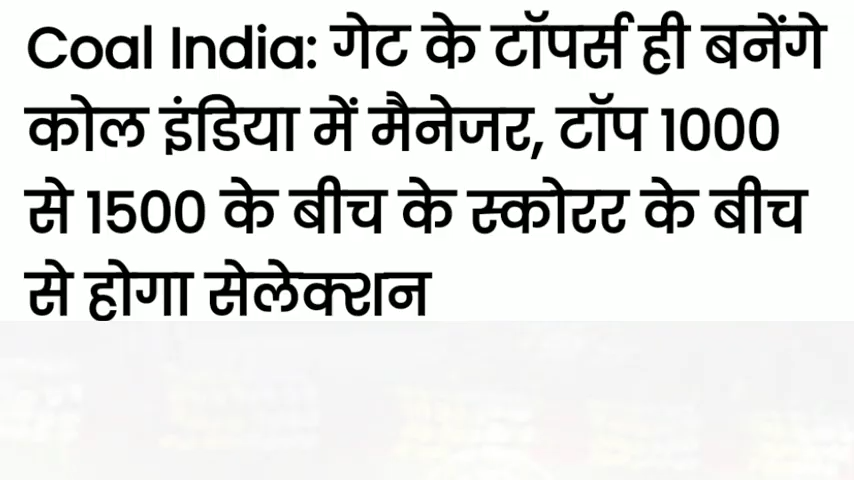 Coal India: गेट के टॉपर्स ही बनेंगे
कोल इंडिया में मैनेजर, टॉप 1000
से 1500 के बीच के स्कोरर के बीच
से होगा सेलेक्शन